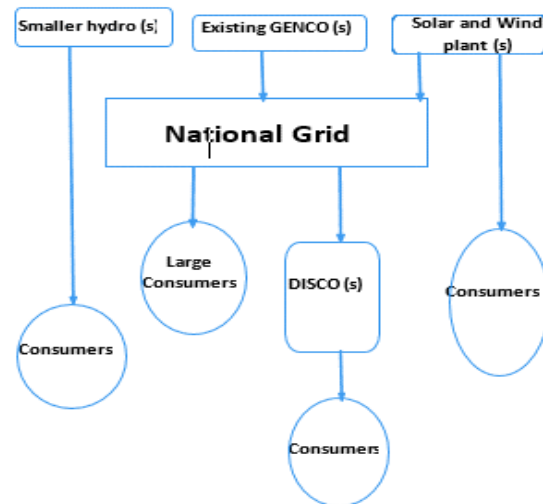 Smaller hydro (s)
Existing GENCO (s)
Solar and Wind
plant (s)
National Grid
Large
Consumers
DISCO (s)
Consumers
Consumers
Consumers